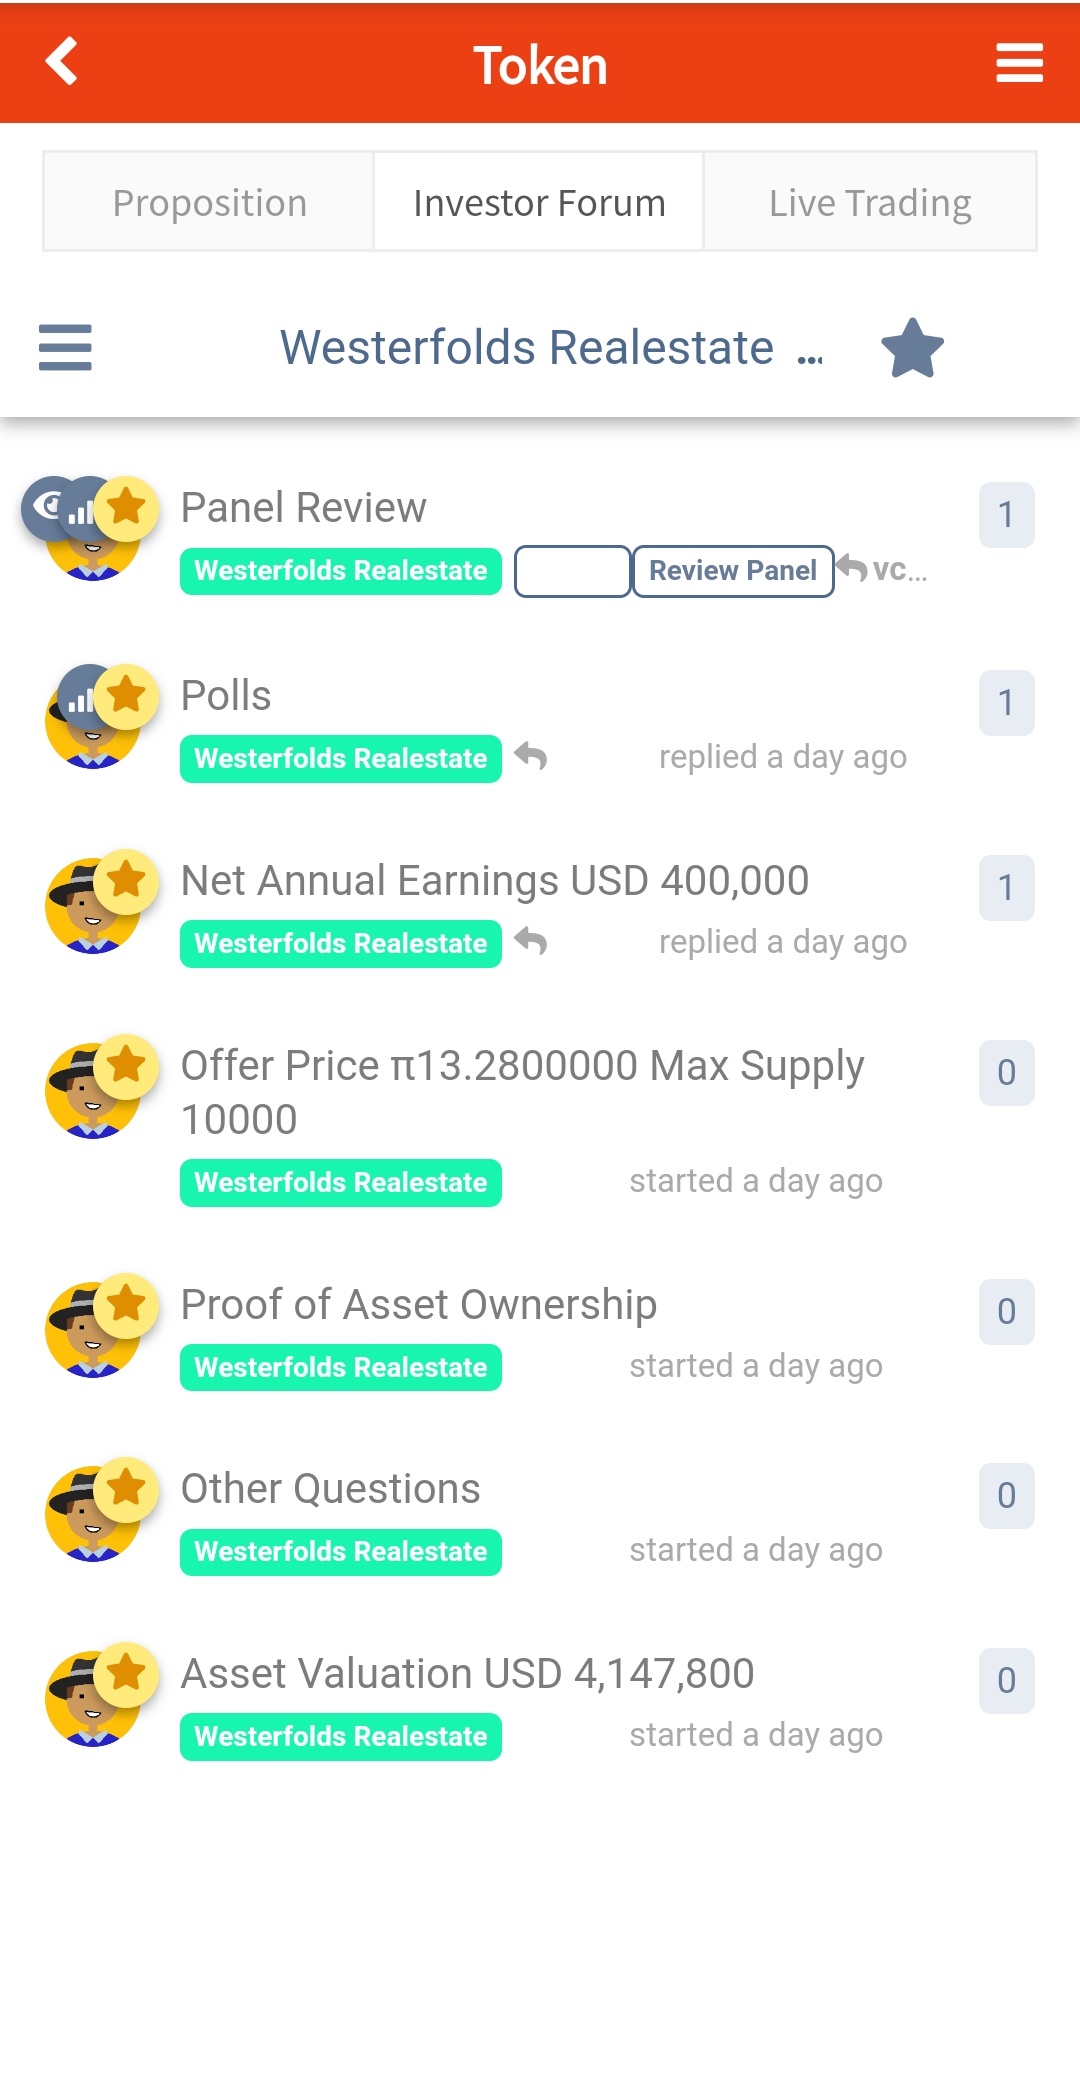 Token
Proposition
Investor Forum
Live Trading
Westerfolds Realestate ...
Panel Review
1
Westerfolds Realestate
Review Panel
vc...
Polls
1
Westerfolds Realestate
replied a day ago
Net Annual Earnings USD 400,000
1
Westerfolds Realestate
replied a day ago
Offer Price π13.2800000 Max Supply
10000
0
Westerfolds Realestate
started a day ago
Proof of Asset Ownership
0
Westerfolds Realestate
started a day ago
Other Questions
0
Westerfolds Realestate
started a day ago
Asset Valuation USD 4,147,800
0
Westerfolds Realestate
started a day ago